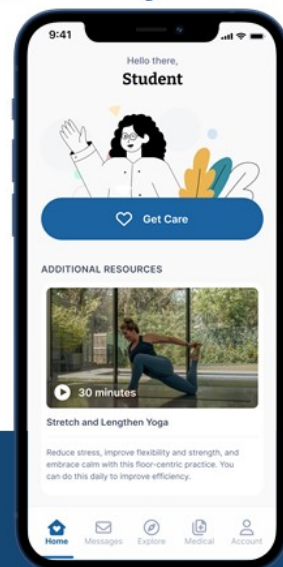 9:41
Hello there,
Student
Get Care
ADDITIONAL RESOURCES
30 minutes
Stretch and Lengthen Yoga
Reduce stress, improve flexibility and strength, and
embrace calm with this floor-centric practice. You
can do this daily to improve efficiency.
Home Messages Explore Medical Account